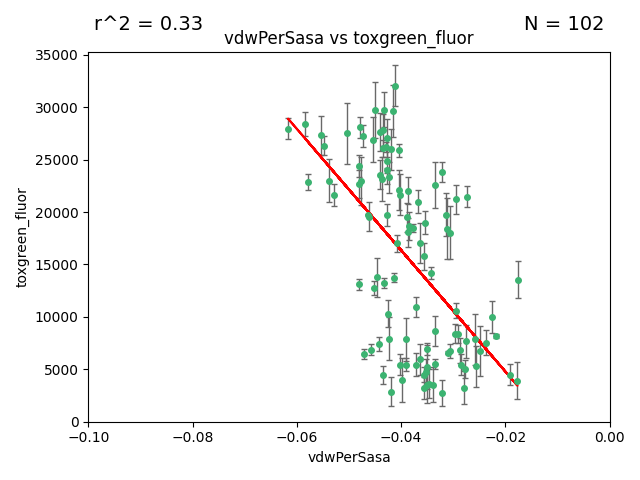 r^2 = 0.33
N = 102
vdwPerSasa vs toxgreen_fluor
35000
30000
25000
20000
15000
10000
5000
0
toxgreen_fluor
−0.10
−0.08
−0.06
−0.04
−0.02
0.00
vdwPerSasa